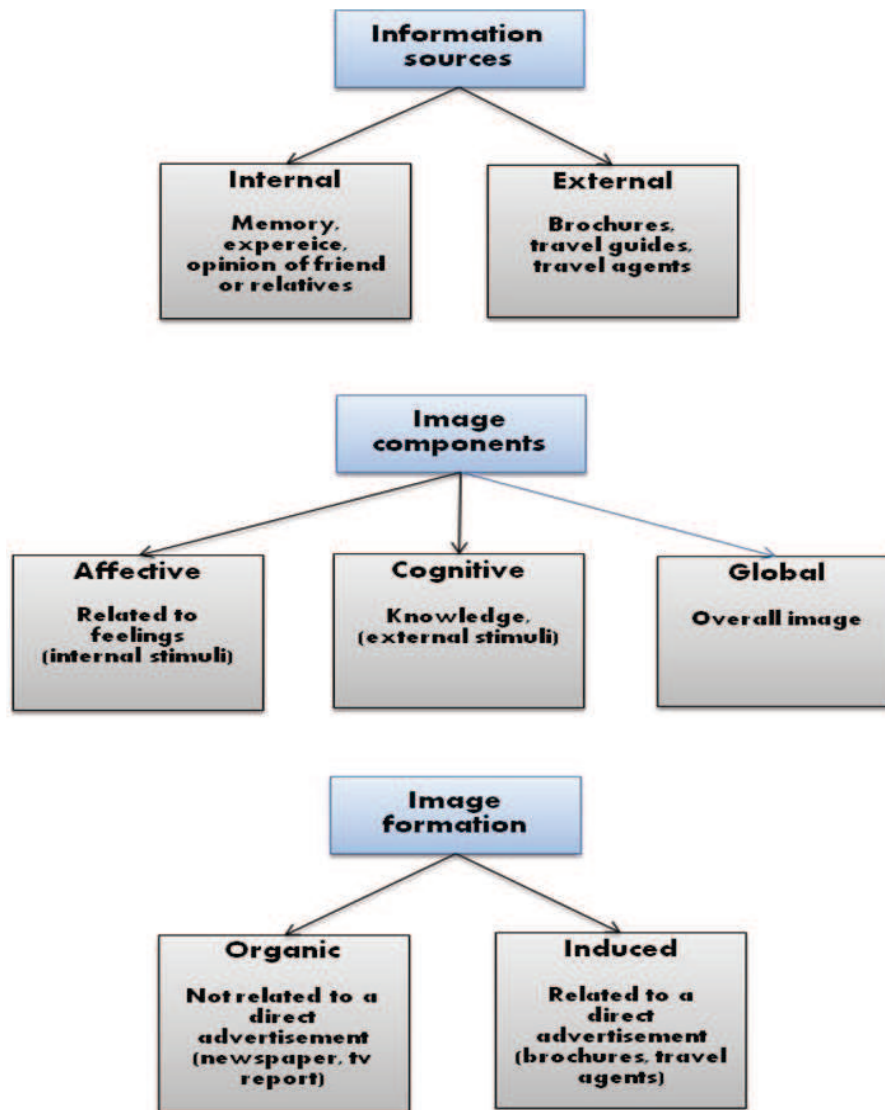 Information
sources
Internal
Memory,
expereice,
opinion of friend
or relatives
External
Brochures,
travel guides,
travel agents
Image
components
Affective
Related to
feelings
(internal stimuli)
Cognitive
Knowledge,
(external stimuli)
Global
Overall image
Image
formation
Organic
Not related to a
direct
advertisement
(newspaper, tv
report)
Induced
Related to a
direct
advertisement
(brochures, travel
agents)